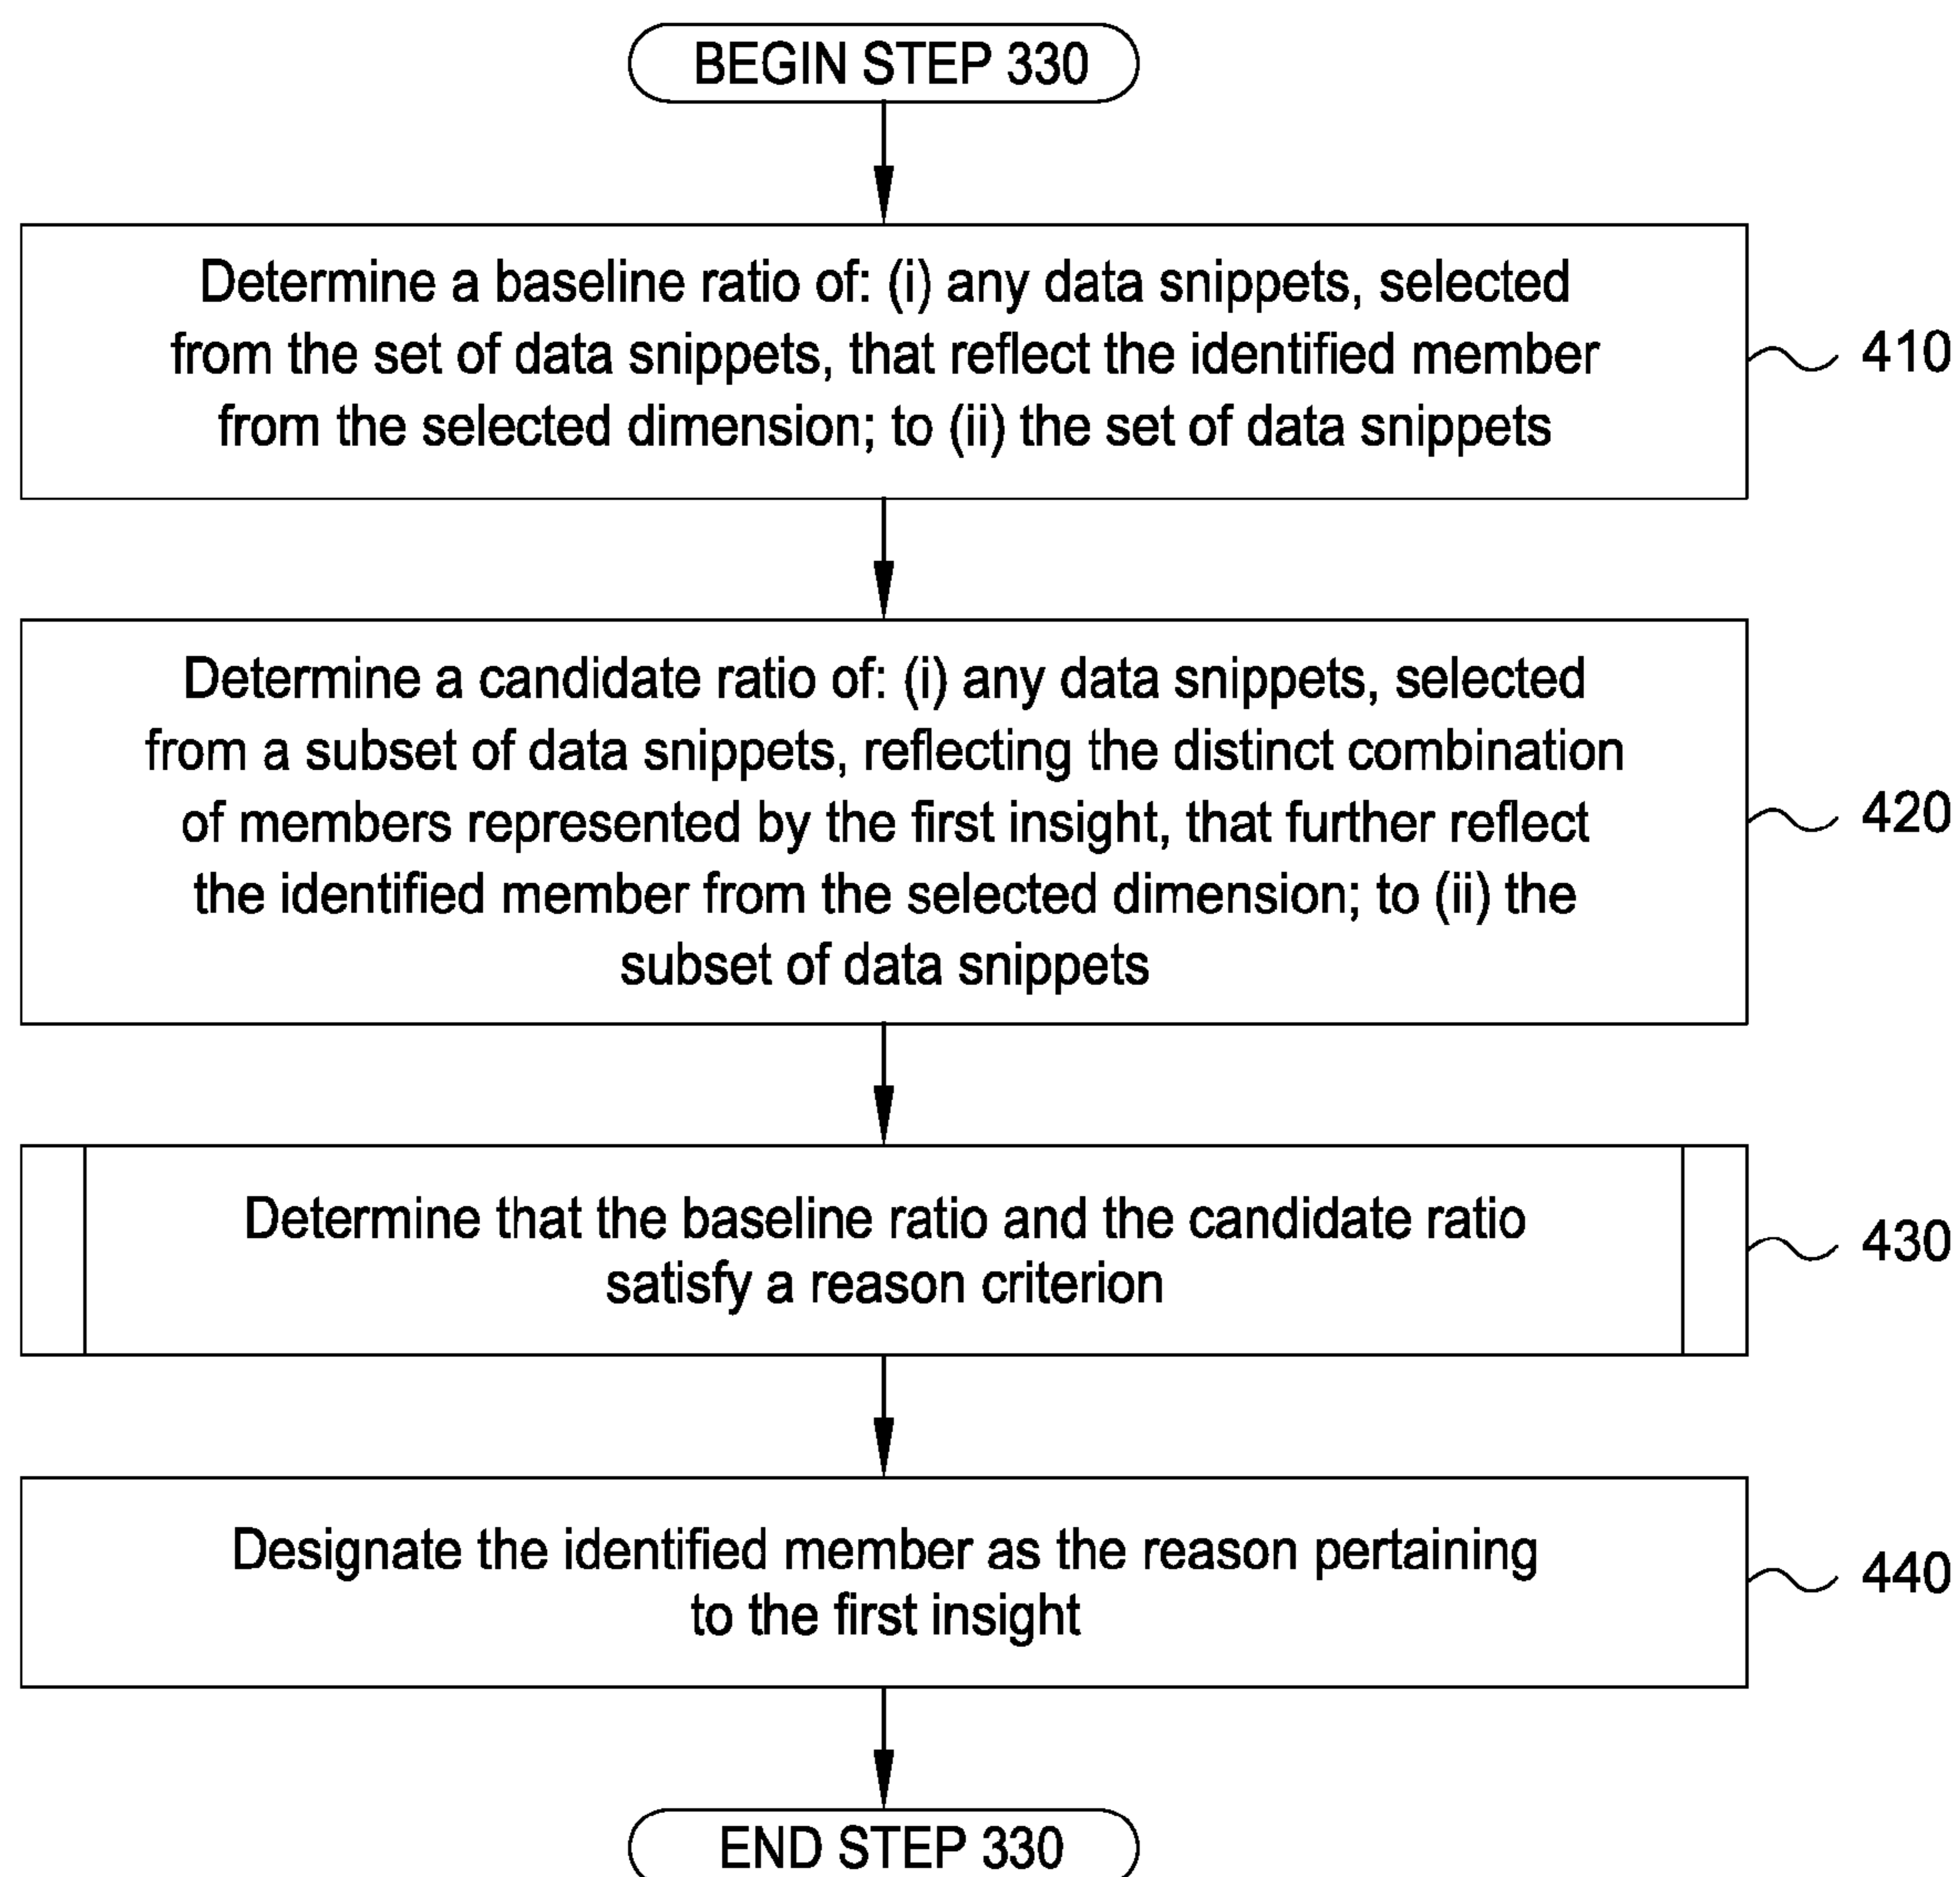 BEGIN STEP 330
Determine a baseline ratio of: (i) any data snippets, selected
from the set of data snippets, that reflect the identified member
from the selected dimension; to (ii) the set of data snippets
410
Determine a candidate ratio of: (i) any data snippets, selected
from a subset of data snippets, reflecting the distinct combination
of members represented by the first insight, that further reflect
the identified member from the selected dimension; to (ii) the
subset of data snippets
420
Determine that the baseline ratio and the candidate ratio
satisfy a reason criterion
430
Designate the identified member as the reason pertaining
to the first insight
440
END STEP 330